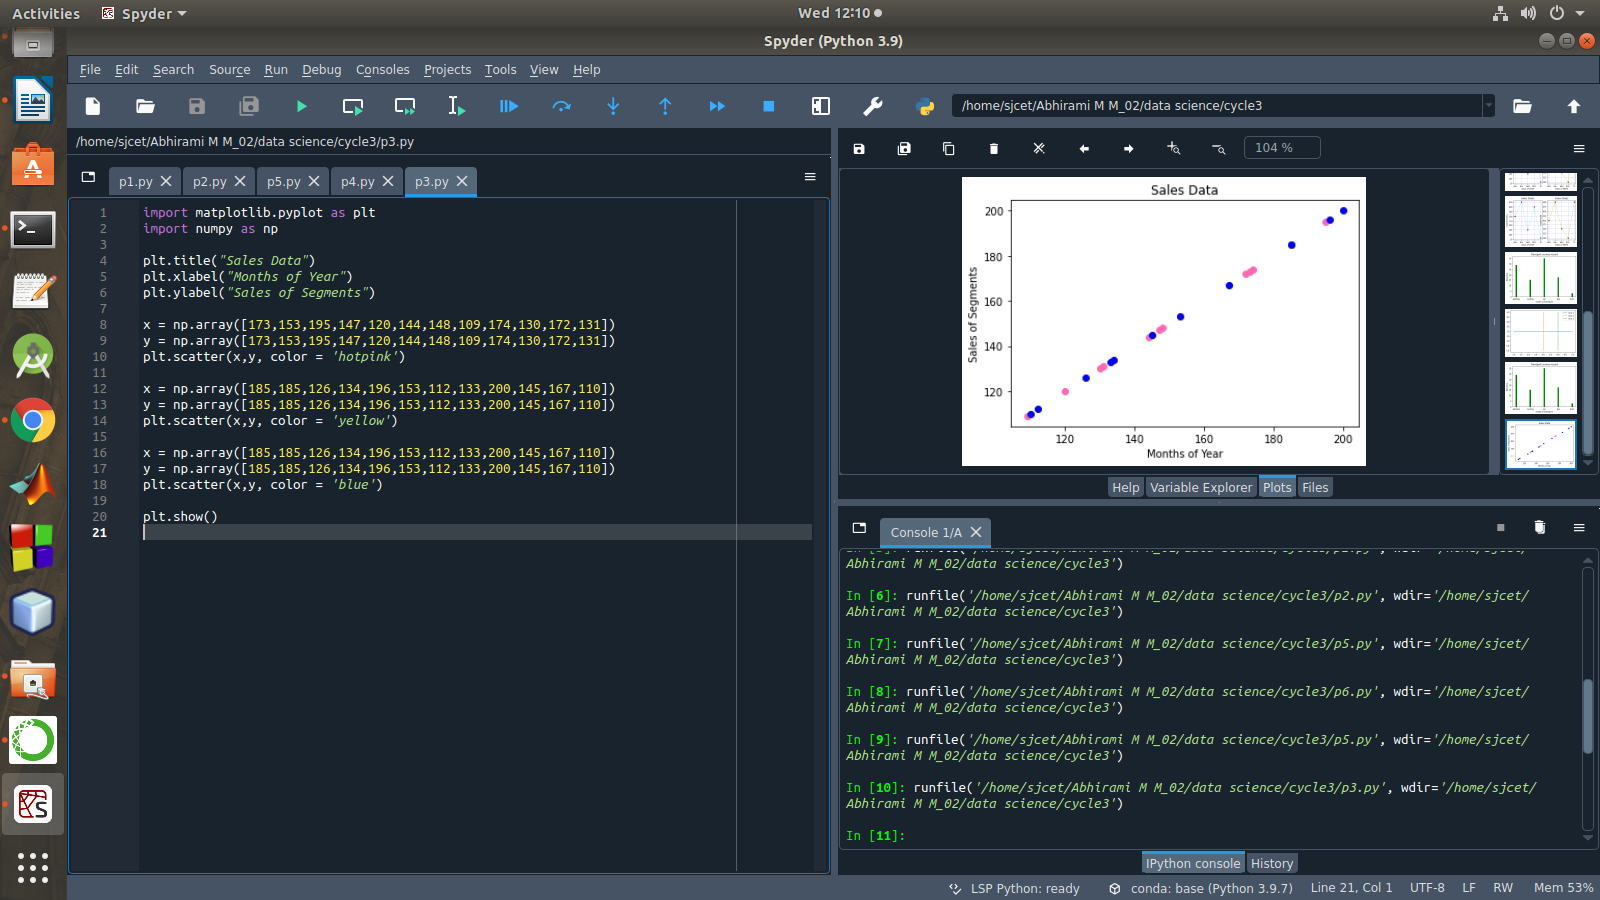 Activities Spyder Wed 12:10
Spyder (Python 3.9)
File Edit Search Source Run Debug Consoles Projects Tools View Help
/home/sjcet/Abhirami M M_02/data science/cycle3
/home/sjcet/Abhirami M M_02/data science/cycle3/p3.py
p1.py p2.py p5.py p4.py p3.py
1 import matplotlib.pyplot as plt
2 import numpy as np
3
4 plt.title("Sales Data")
5 plt.xlabel("Months of Year")
6 plt.ylabel("Sales of Segments")
7
8 x = np.array([173,153,195,147,120,144,148,109,174,130,172,131])
9 y = np.array([173,153,195,147,120,144,148,109,174,130,172,131])
10 plt.scatter(x,y, color = 'hotpink')
11
12 x = np.array([185,185,126,134,196,153,112,133,200,145,167,110])
13 y = np.array([185,185,126,134,196,153,112,133,200,145,167,110])
14 plt.scatter(x,y, color = 'yellow')
15
16 x = np.array([185,185,126,134,196,153,112,133,200,145,167,110])
17 y = np.array([185,185,126,134,196,153,112,133,200,145,167,110])
18 plt.scatter(x,y, color = 'blue')
19
20 plt.show()
21
104 %
Sales Data
200
180
160
140
120
Sales of Segments
120 140 160 180 200
Months of Year
Help Variable Explorer Plots Files
Console 1/A
Abhirami M M_02/data science/cycle3')
In [6]: runfile('/home/sjcet/Abhirami M M_02/data science/cycle3/p2.py', wdir='/home/sjcet/
Abhirami M M_02/data science/cycle3')
In [7]: runfile('/home/sjcet/Abhirami M M_02/data science/cycle3/p5.py', wdir='/home/sjcet/
Abhirami M M_02/data science/cycle3')
In [8]: runfile('/home/sjcet/Abhirami M M_02/data science/cycle3/p6.py', wdir='/home/sjcet/
Abhirami M M_02/data science/cycle3')
In [9]: runfile('/home/sjcet/Abhirami M M_02/data science/cycle3/p5.py', wdir='/home/sjcet/
Abhirami M M_02/data science/cycle3')
In [10]: runfile('/home/sjcet/Abhirami M M_02/data science/cycle3/p3.py', wdir='/home/sjcet/
Abhirami M M_02/data science/cycle3')
In [11]:
IPython console History
LSP Python: ready conda: base (Python 3.9.7) Line 21, Col 1 UTF-8 LF RW Mem 53%